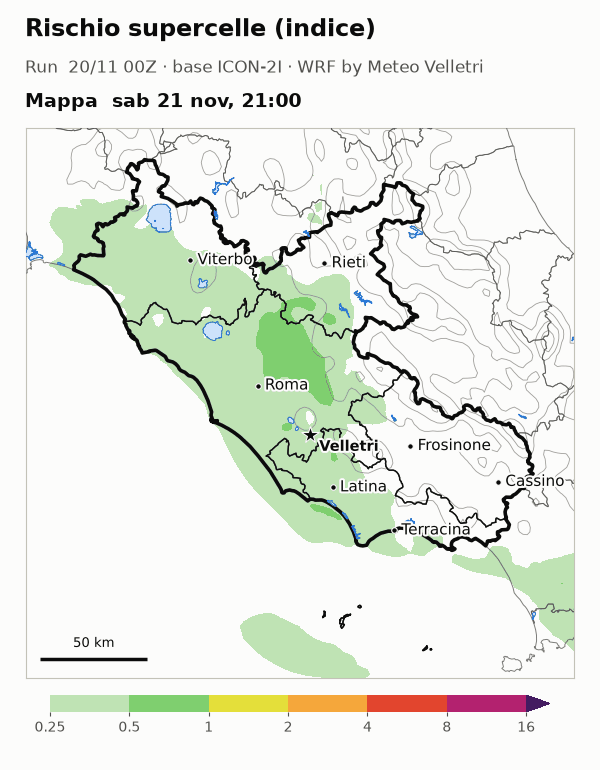 Rischio supercelle (indice)
Run  20/11 00Z · base ICON-2I · WRF by Meteo Velletri
Mappa  sab 21 nov, 21:00
Viterbo
Rieti
Roma
Velletri
Frosinone
Cassino
Latina
Terracina
50 km
0.25 0.5 1 2 4 8 16